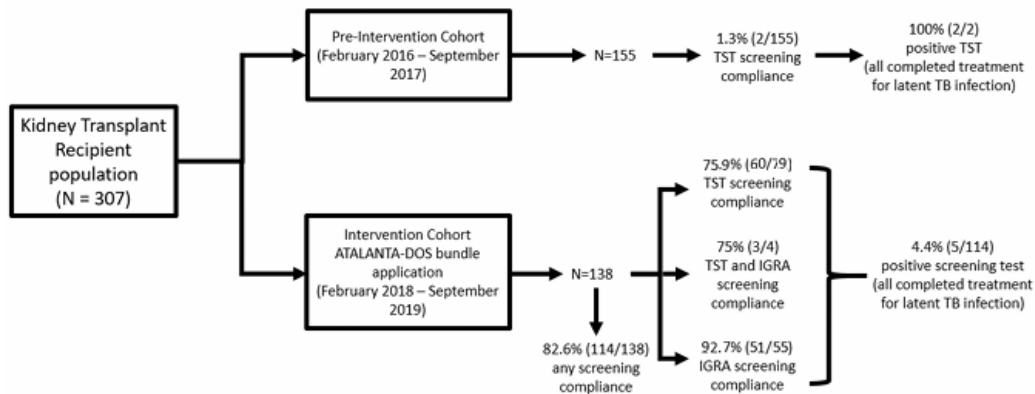 Kidney Transplant
Recipient
population
(N = 307)
Pre-Intervention Cohort
(February 2016 – September
2017)
N=155
1.3% (2/155)
TST screening
compliance
100% (2/2)
positive TST
(all completed treatment
for latent TB infection)
Intervention Cohort
ATALANTA-DOS bundle
application
(February 2018 – September
2019)
N=138
82.6% (114/138)
any screening
compliance
75.9% (60/79)
TST screening
compliance
75% (3/4)
TST and IGRA
screening
compliance
92.7% (51/55)
IGRA screening
compliance
4.4% (5/114)
positive screening test
(all completed treatment
for latent TB infection)